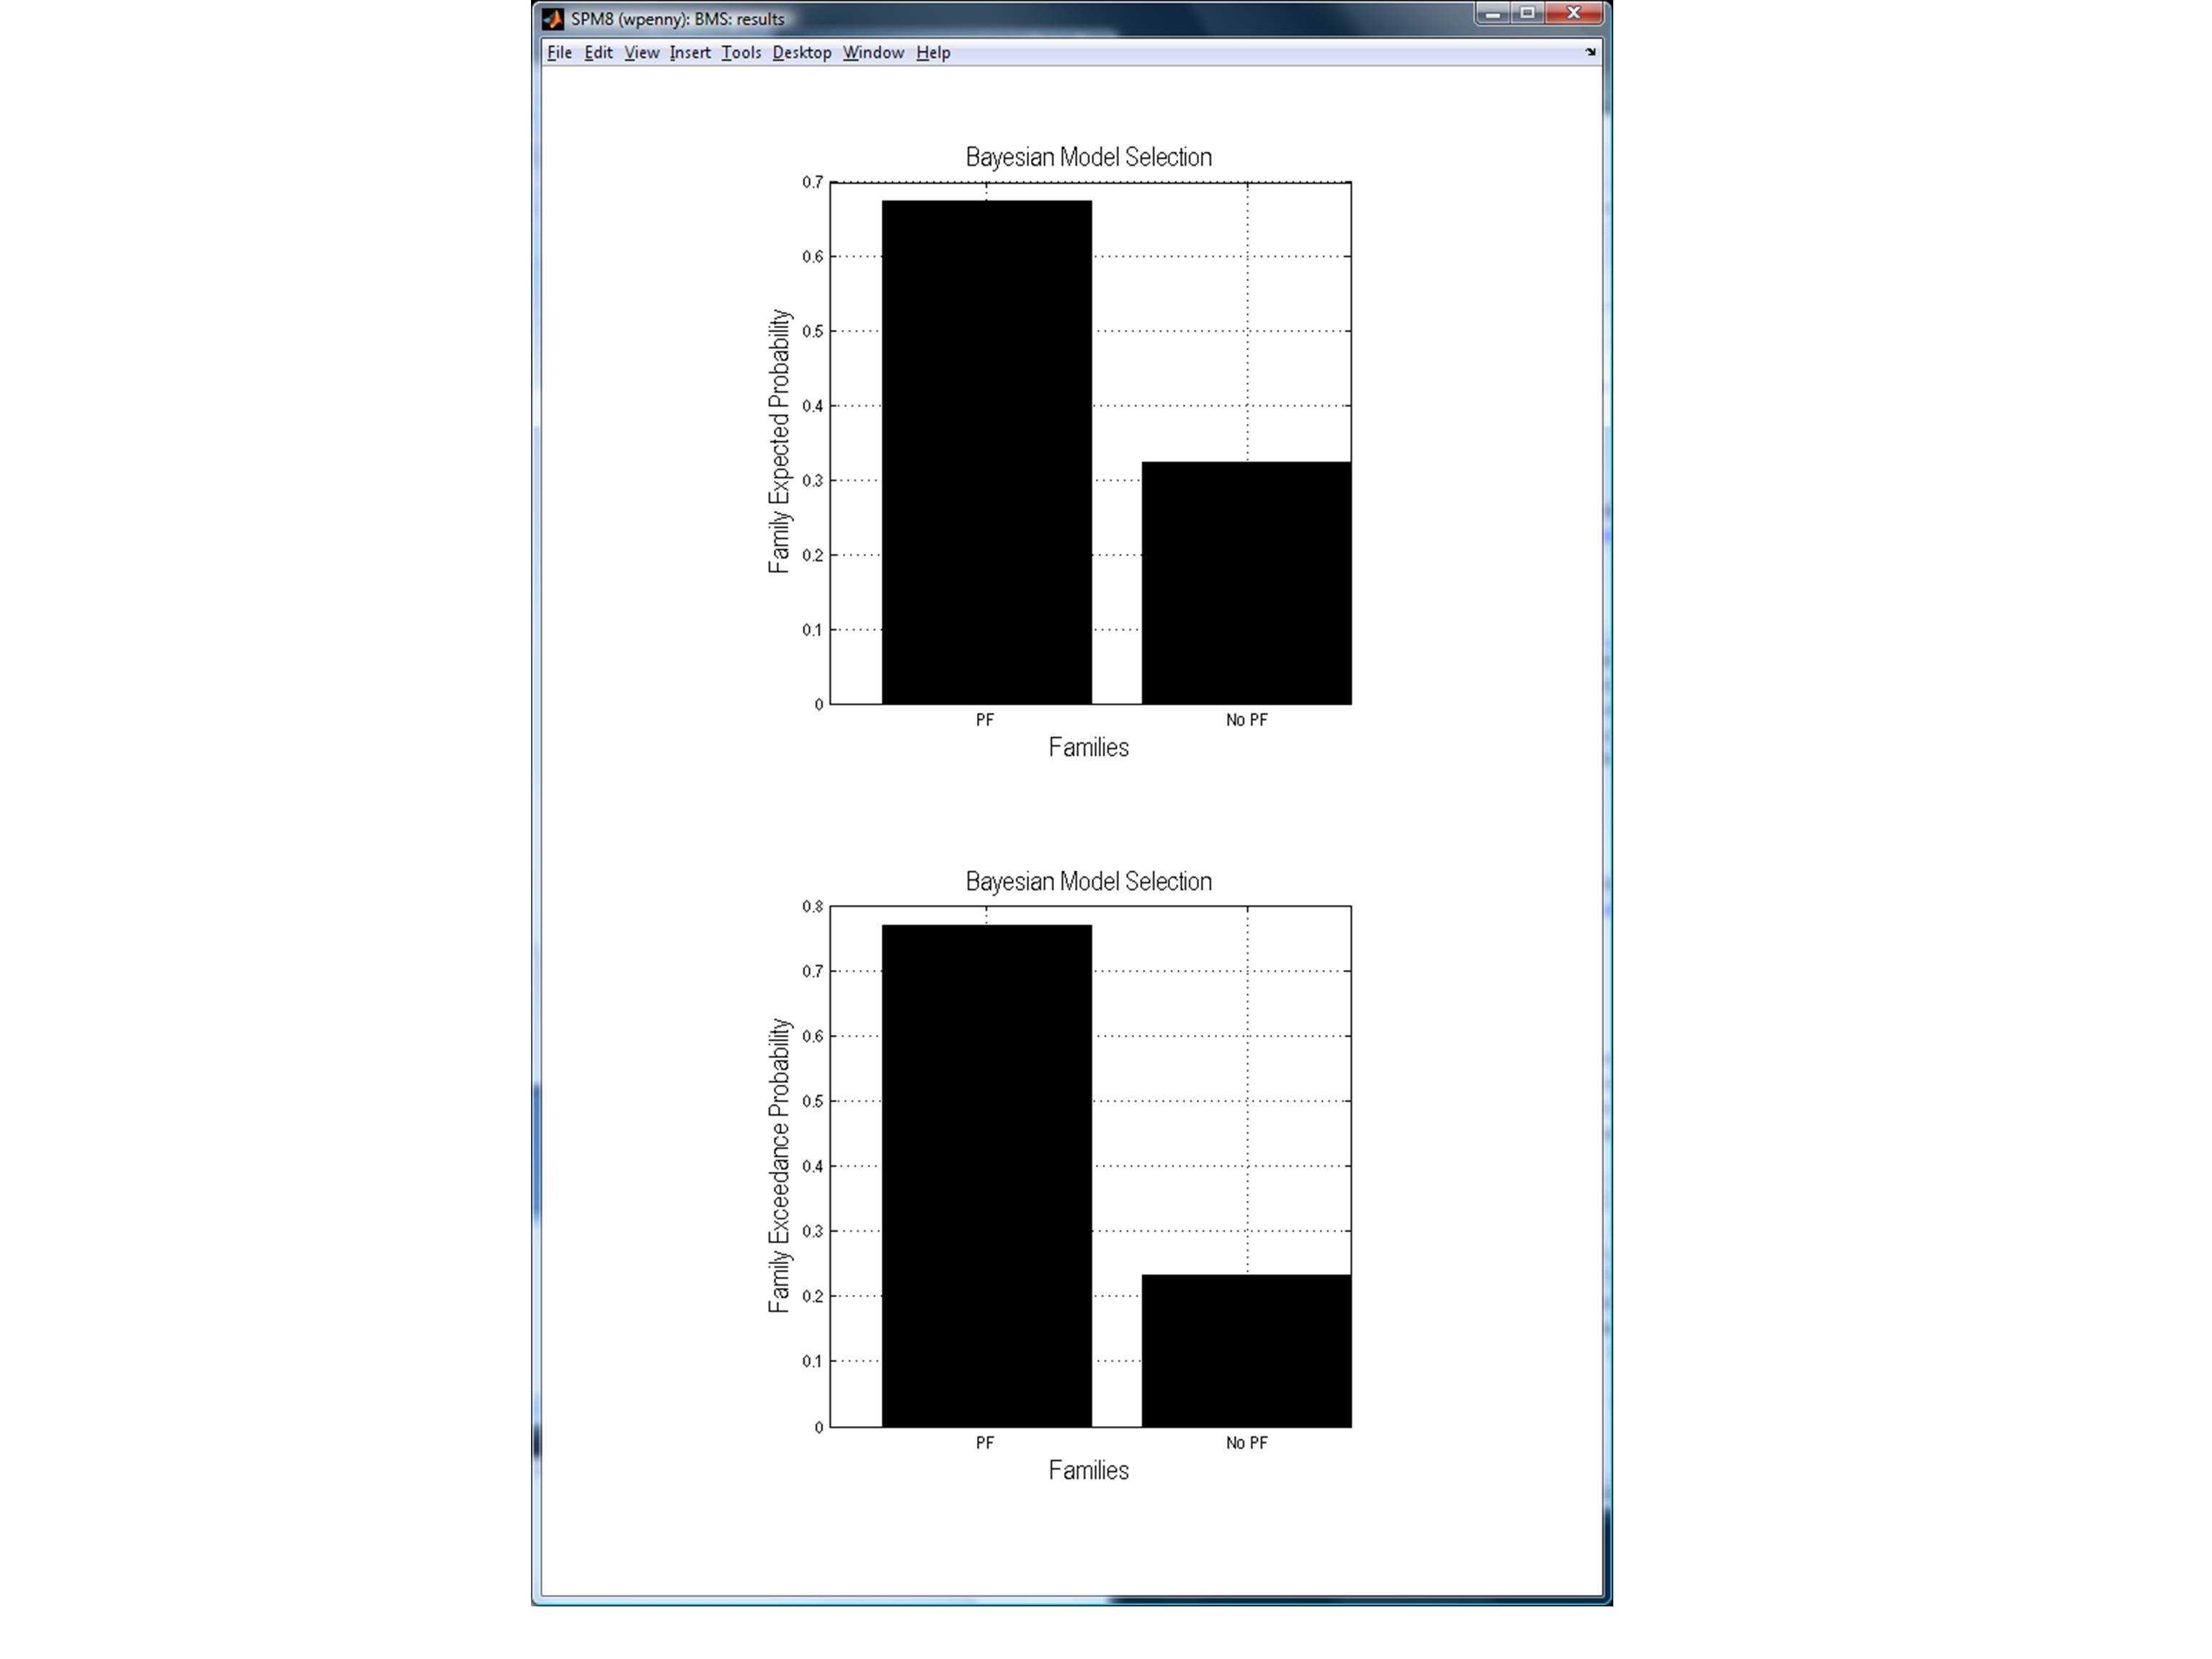 SPM8 (wpenny): BMS: results
File Edit View Insert Tools Desktop Window Help
Bayesian Model Selection
0.7
0.6
0.5
0.4
0.3
0.2
0.1
0
Family Expected Probability
PF No PF
Families
Bayesian Model Selection
0.8
0.7
0.6
0.5
0.4
0.3
0.2
0.1
0
Family Exceedance Probability
PF No PF
Families